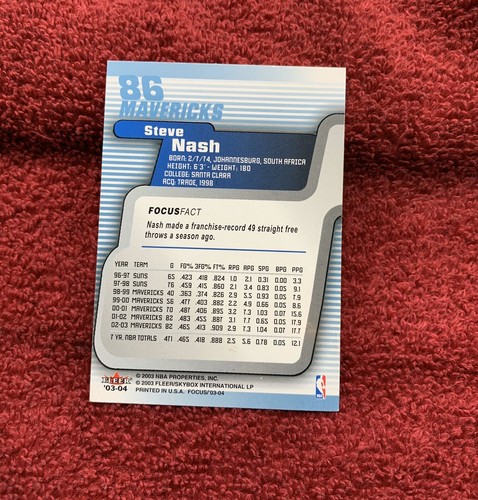 86
MAVERICKS
Steve
Nash
BORN: 2/7/74, JOHANNESBURG, SOUTH AFRICA
HEIGHT: 6'3" - WEIGHT: 180
COLLEGE: SANTA CLARA
ACQ: TRADE, 1998
FOCUSFACT
Nash made a franchise-record 49 straight free
throws a season ago.
YEAR TEAM G FG% 3FG% FT% RPG APG SPG BPG PPG
96-97 SUNS 65 .423 .418 .824 1.0 2.1 0.31 0.00 3.3
97-98 SUNS 76 .459 .415 .860 2.1 3.4 0.83 0.05 9.1
98-99 MAVERICKS 40 .363 .374 .826 2.9 5.5 0.93 0.05 7.9
99-00 MAVERICKS 56 .477 .403 .882 2.2 4.9 0.66 0.05 8.6
00-01 MAVERICKS 70 .487 .406 .895 3.2 7.3 1.03 0.07 15.6
01-02 MAVERICKS 82 .483 .455 .887 3.1 7.7 0.65 0.05 17.9
02-03 MAVERICKS 82 .465 .413 .909 2.9 7.3 1.04 0.07 17.7
7 YR. NBA TOTALS 471 .465 .418 .888 2.5 5.6 0.78 0.05 12.1
FLEER
'03-04
© 2003 NBA PROPERTIES, INC.
© 2003 FLEER/SKYBOX INTERNATIONAL LP
PRINTED IN U.S.A. FOCUS/'03-04